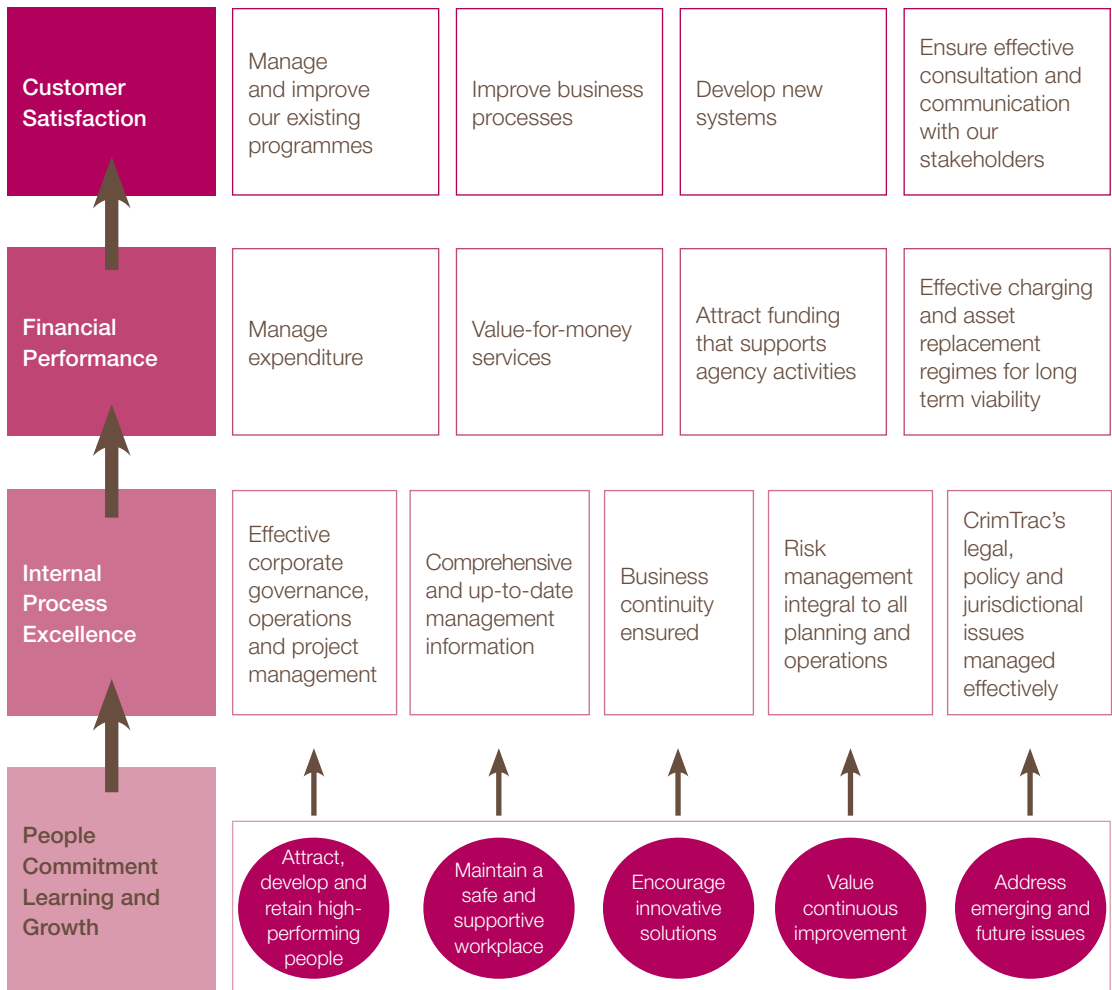 Customer
Satisfaction
Manage
and improve
our existing
programmes
Improve business
processes
Develop new
systems
Ensure effective
consultation and
communication
with our
stakeholders
Financial
Performance
Manage
expenditure
Value-for-money
services
Attract funding
that supports
agency activities
Effective charging
and asset
replacement
regimes for long
term viability
Internal
Process
Excellence
Effective
corporate
governance,
operations
and project
management
Comprehensive
and up-to-date
management
information
Business
continuity
ensured
Risk
management
integral to all
planning and
operations
CrimTrac’s
legal,
policy and
jurisdictional
issues
managed
effectively
People
Commitment
Learning and
Growth
Attract,
develop and
retain high-
performing
people
Maintain a
safe and
supportive
workplace
Encourage
innovative
solutions
Value
continuous
improvement
Address
emerging and
future issues